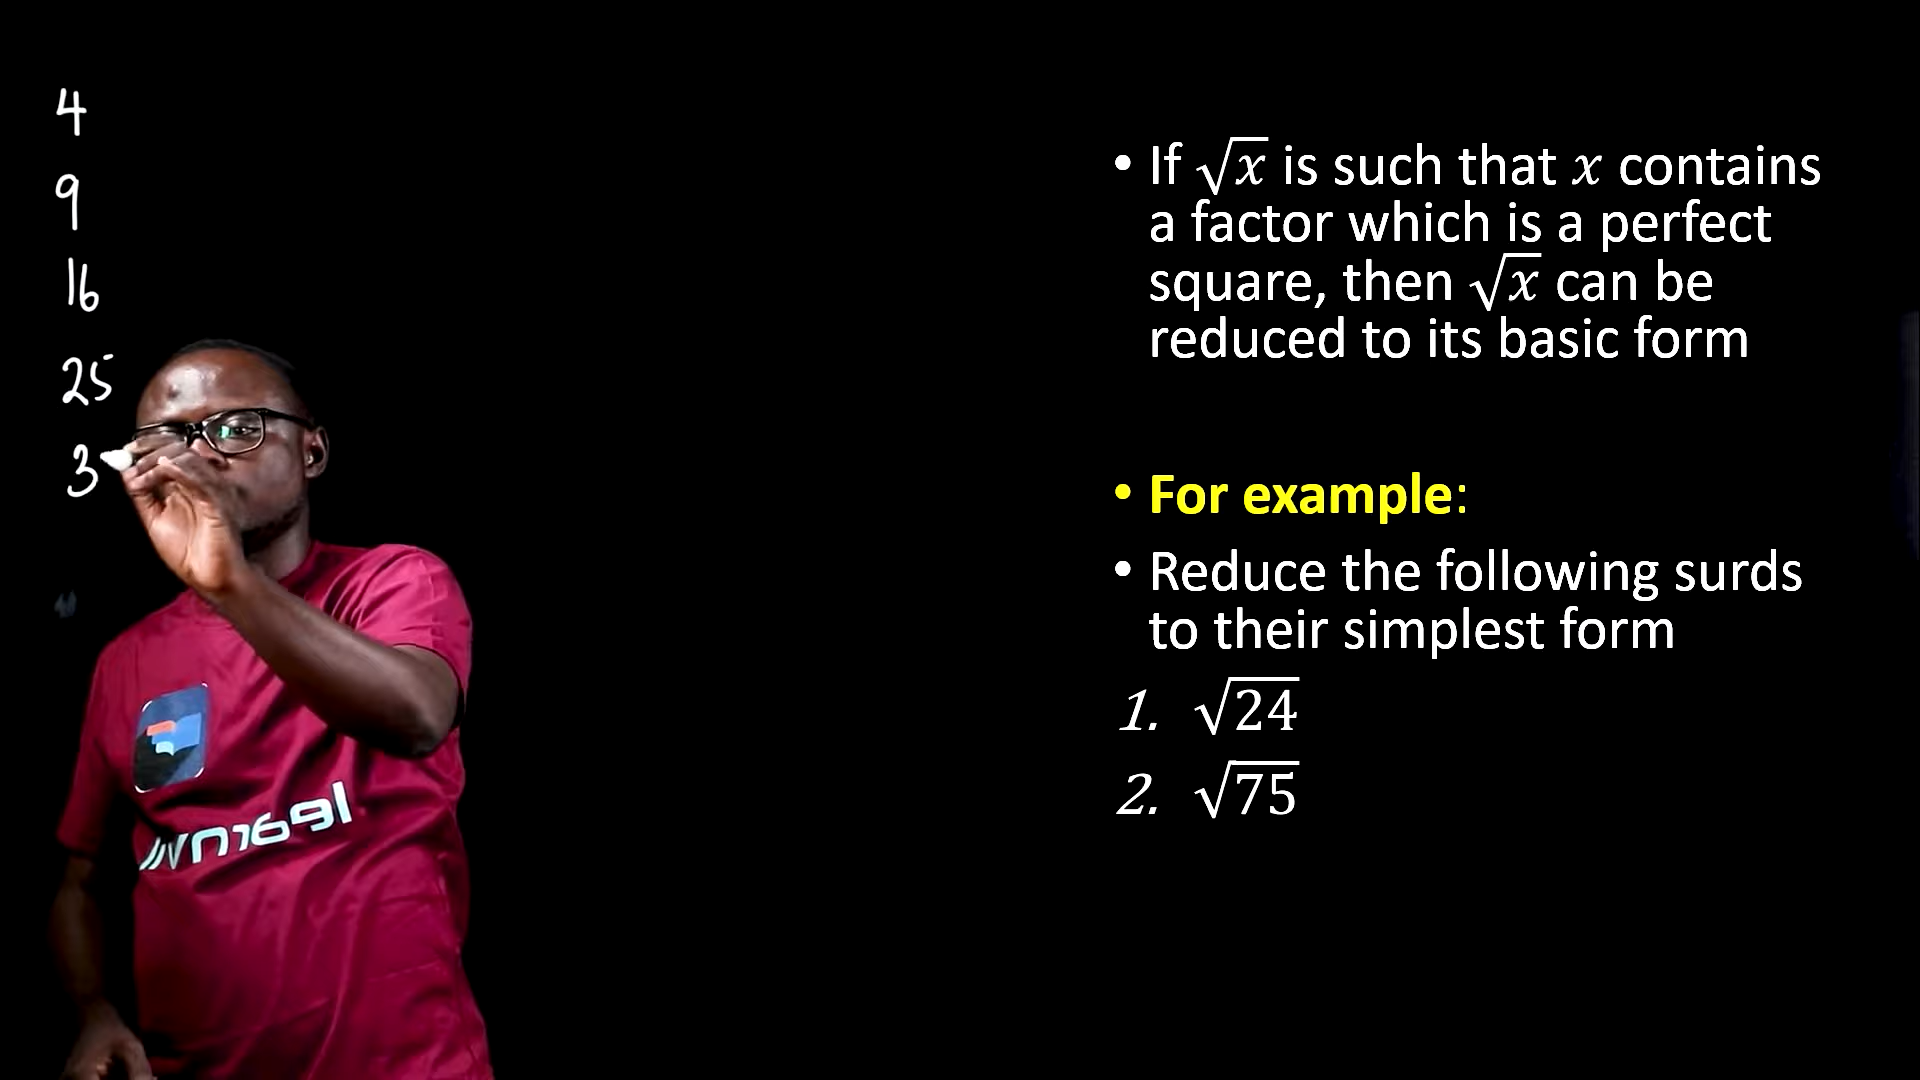 4
9
16
25
3
• If √x is such that x contains
a factor which is a perfect
square, then √x can be
reduced to its basic form
• For example:
• Reduce the following surds
to their simplest form
1. √24
2. √75